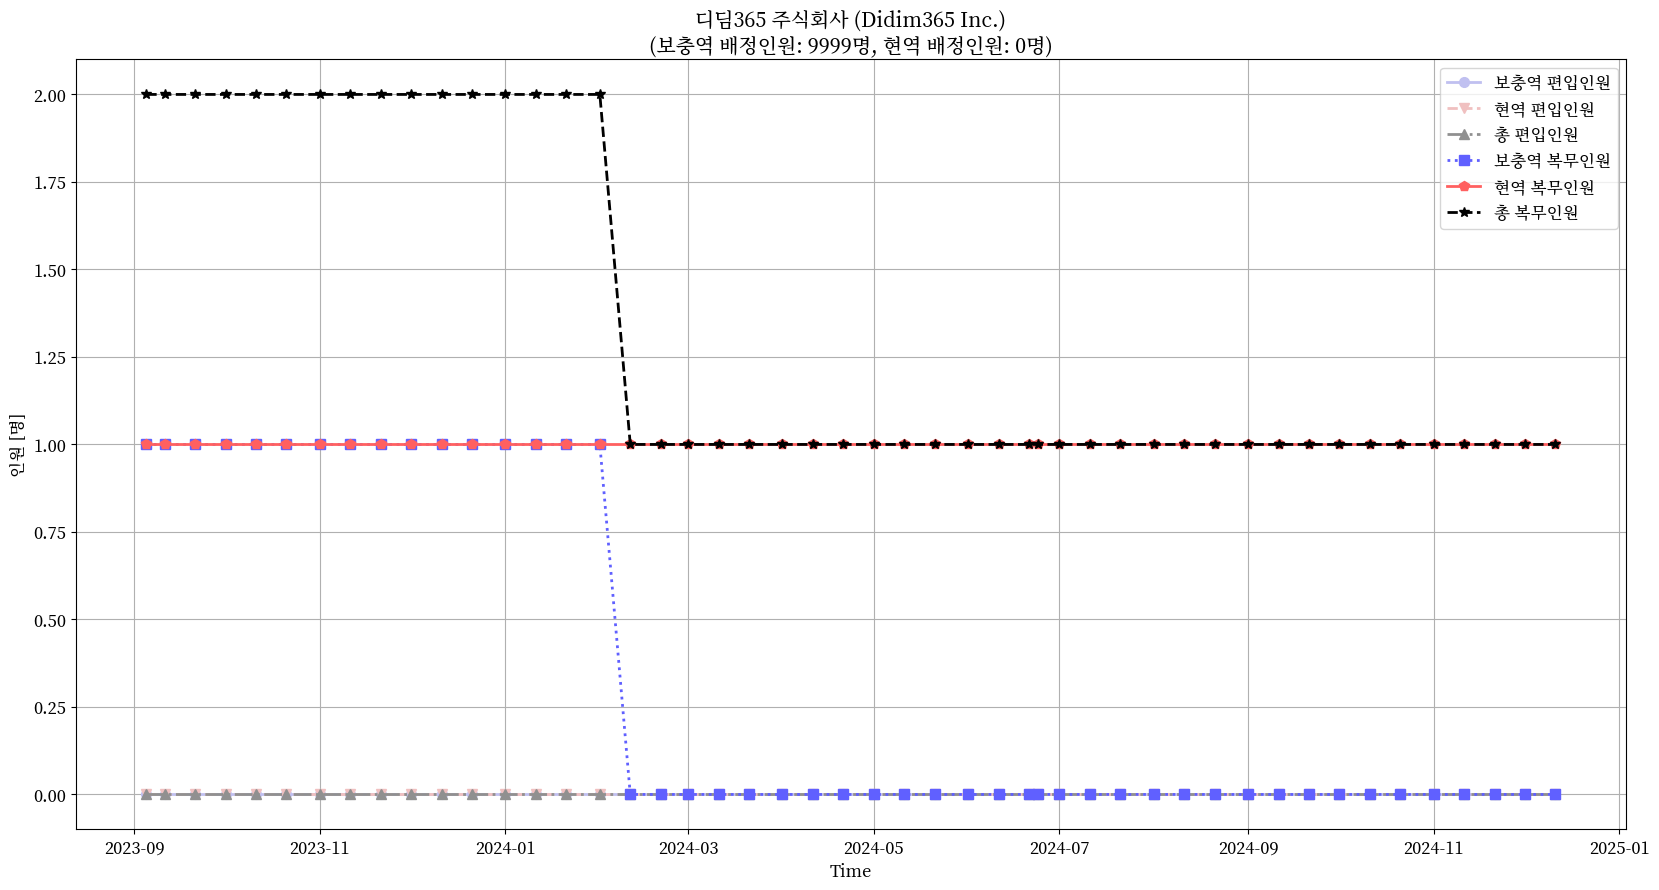 디딤365 주식회사 (Didim365 Inc.)
(보충역 배정인원: 9999명, 현역 배정인원: 0명)
보충역 편입인원
현역 편입인원
총 편입인원
보충역 복무인원
현역 복무인원
총 복무인원
인원 [명]
2.00
1.75
1.50
1.25
1.00
0.75
0.50
0.25
0.00
2023-09
2023-11
2024-01
2024-03
2024-05
2024-07
2024-09
2024-11
2025-01
Time